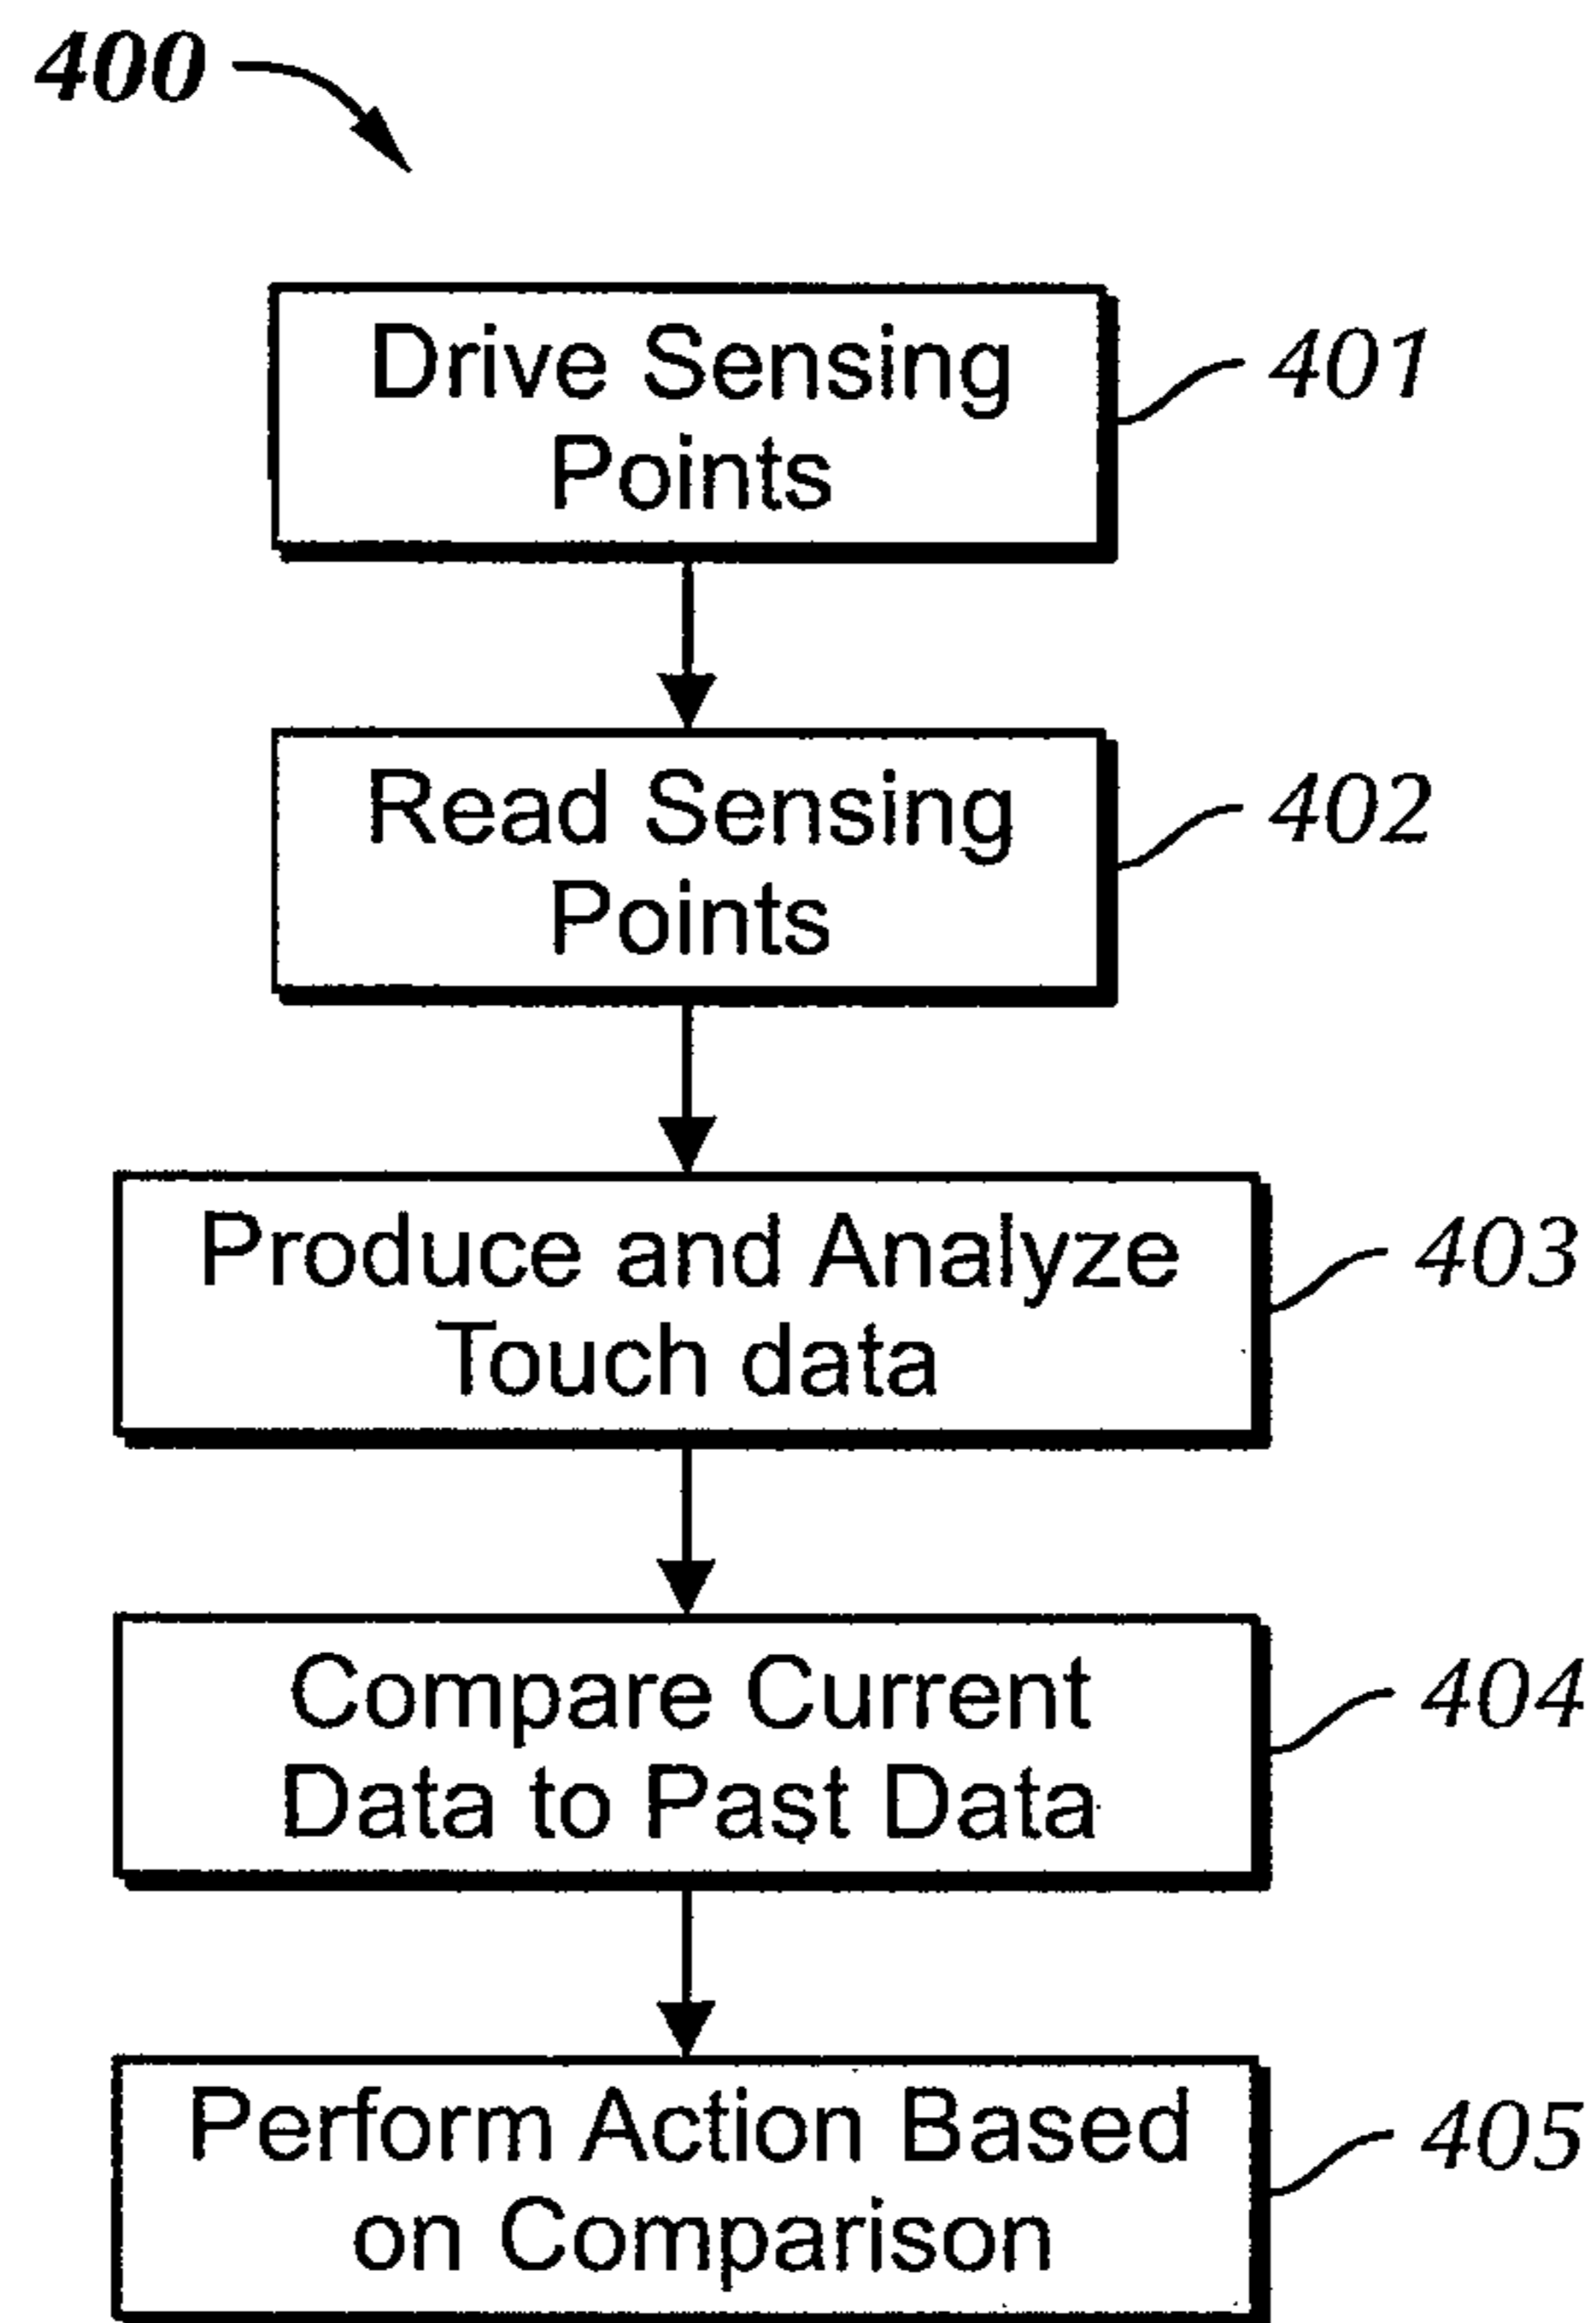 400
Drive Sensing
Points
401
Read Sensing
Points
402
Produce and Analyze
Touch data
403
Compare Current
Data to Past Data
404
Perform Action Based
on Comparison
405